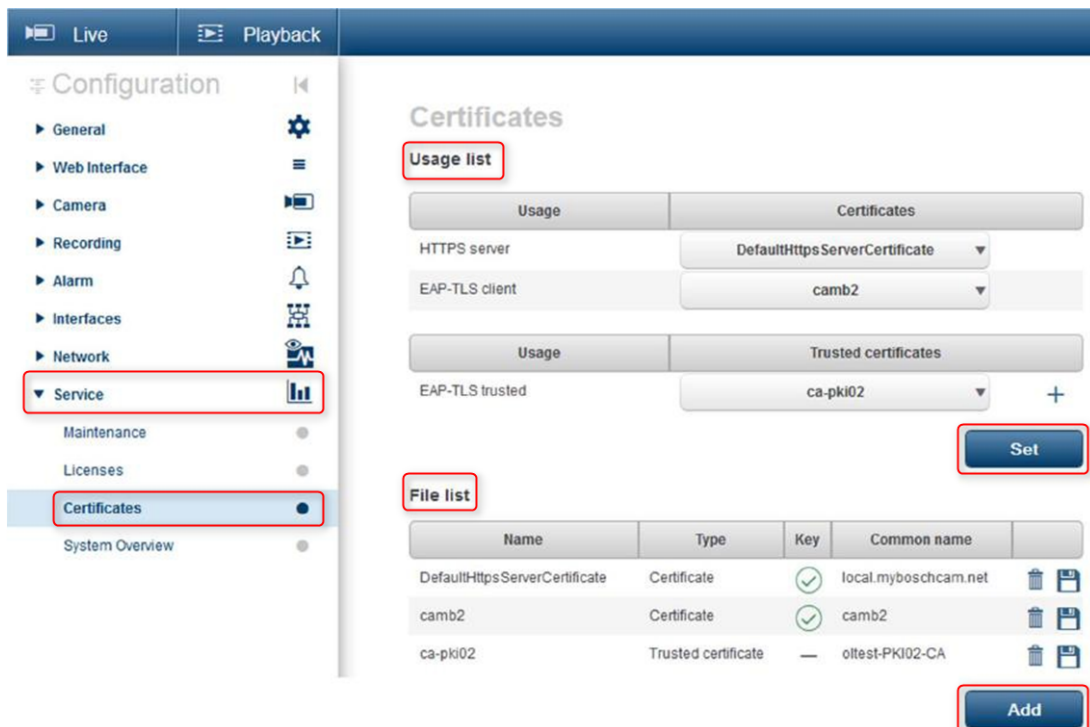 Live Playback
Configuration
General
Web Interface
Camera
Recording
Alarm
Interfaces
Network
Service
Maintenance
Licenses
Certificates
System Overview
Certificates
Usage list
Usage Certificates
HTTPS server DefaultHttpsServerCertificate
EAP-TLS client camb2
Usage Trusted certificates
EAP-TLS trusted ca-pki02 +
Set
File list
Name Type Key Common name
DefaultHttpsServerCertificate Certificate local.myboschcam.net
camb2 Certificate camb2
ca-pki02 Trusted certificate — oltest-PKI02-CA
Add